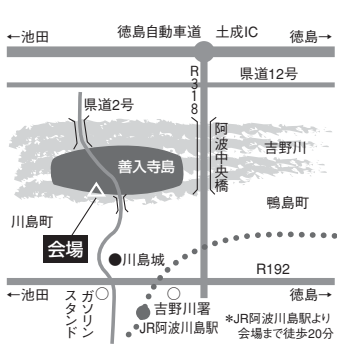 ←池田
徳島自動車道
土成IC
徳島→
R318
県道12号
県道2号
阿波中央橋
吉野川
善入寺島
鴨島町
川島町
会場
川島城
R192
←池田
徳島→
ガソリン
スタンド
吉野川署
JR阿波川島駅
*JR阿波川島駅より
会場まで徒歩20分